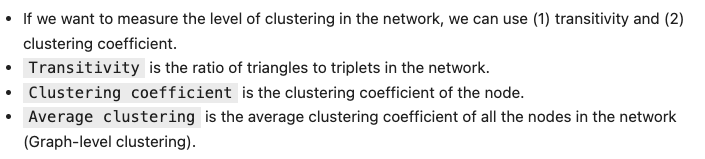 • If we want to measure the level of clustering in the network, we can use (1) transitivity and (2)
clustering coefficient.
• Transitivity is the ratio of triangles to triplets in the network.
• Clustering coefficient is the clustering coefficient of the node.
• Average clustering is the average clustering coefficient of all the nodes in the network
(Graph-level clustering).